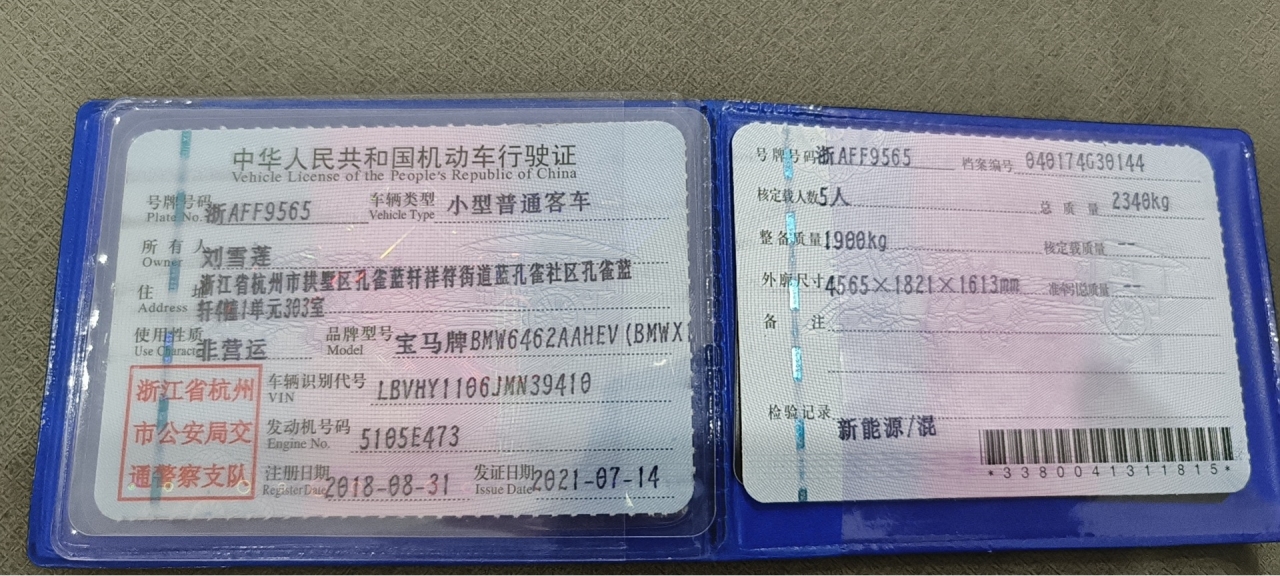 中华人民共和国机动车行驶证
Vehicle License of the People's Republic of China
号牌号码 浙AFF9565 车辆类型 小型普通客车
Plate No. Vehicle Type
所有人 刘雪莲
Owner
住址 浙江省杭州市拱墅区孔雀蓝轩祥符街道蓝孔雀社区孔雀蓝
Address 轩4幢1单元303室
使用性质 非营运 品牌型号 宝马牌BMW6462AAHEV(BMWX1
Use Character Model
浙江省杭州
市公安局交
通警察支队
车辆识别代号 LBVHY1106JMN39410
VIN
发动机号码 5105E473
Engine No.
注册日期 2018-08-31 发证日期 2021-07-14
Register Date Issue Date
号牌号码 浙AFF9565 档案编号 040174G30144
核定载人数 5人 总质量 2340kg
整备质量 1900kg 核定载质量 --
外廓尺寸 4565×1821×1613mm 准牵引总质量 --
备注
检验记录
新能源/混
*3380041311815*